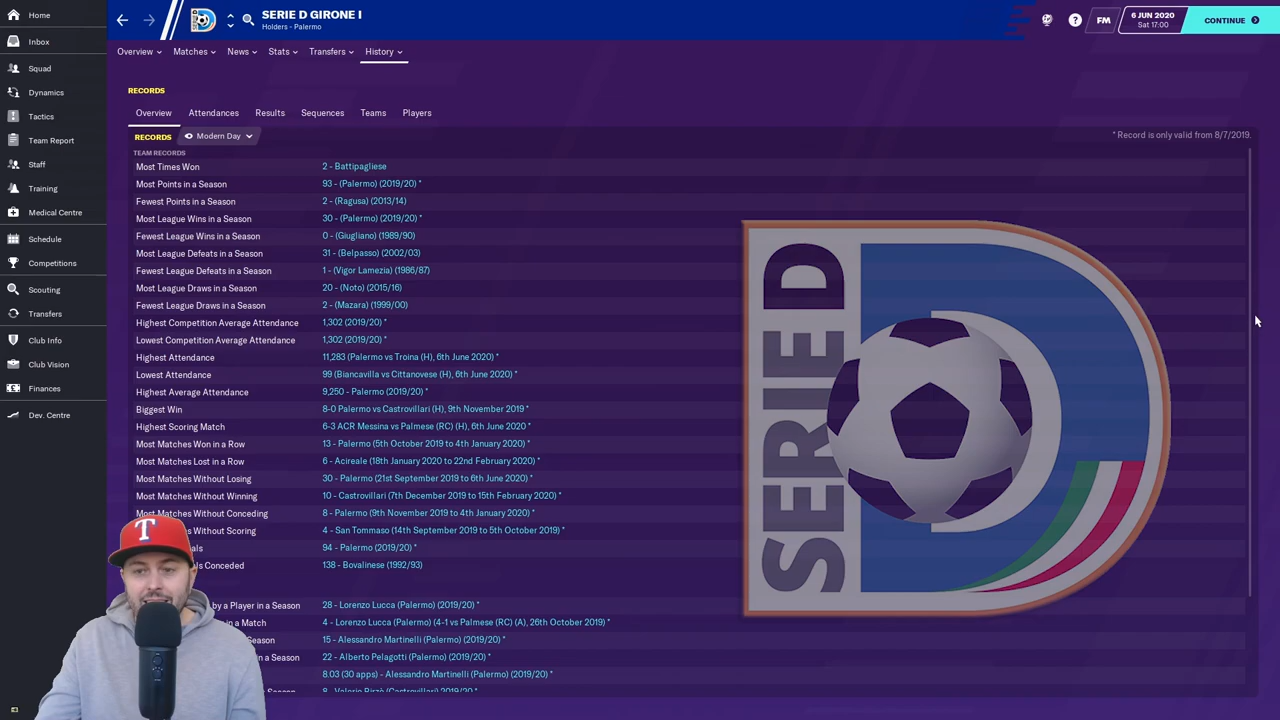 Home
Inbox
Squad
Dynamics
Tactics
Team Report
Staff
Training
Medical Centre
Schedule
Competitions
Scouting
Transfers
Club Info
Club Vision
Finances
Dev. Centre
SERIE D GIRONE I
Holders - Palermo
FM
6 JUN 2020
Sat 17:00
CONTINUE
Overview Matches News Stats Transfers History
RECORDS
Overview Attendances Results Sequences Teams Players
RECORDS Modern Day
* Record is only valid from 8/7/2019.
TEAM RECORDS
Most Times Won 2 - Battipagliese
Most Points in a Season 93 - (Palermo) (2019/20) *
Fewest Points in a Season 2 - (Ragusa) (2013/14)
Most League Wins in a Season 30 - (Palermo) (2019/20) *
Fewest League Wins in a Season 0 - (Giugliano) (1989/90)
Most League Defeats in a Season 31 - (Belpasso) (2002/03)
Fewest League Defeats in a Season 1 - (Vigor Lamezia) (1986/87)
Most League Draws in a Season 20 - (Noto) (2015/16)
Fewest League Draws in a Season 2 - (Mazara) (1999/00)
Highest Competition Average Attendance 1,302 (2019/20) *
Lowest Competition Average Attendance 1,302 (2019/20) *
Highest Attendance 11,283 (Palermo vs Troina (H), 6th June 2020) *
Lowest Attendance 99 (Biancavilla vs Cittanovese (H), 6th June 2020) *
Highest Average Attendance 9,250 - Palermo (2019/20) *
Biggest Win 8-0 Palermo vs Castrovillari (H), 9th November 2019 *
Highest Scoring Match 6-3 ACR Messina vs Palmese (RC) (H), 6th June 2020 *
Most Matches Won in a Row 13 - Palermo (5th October 2019 to 4th January 2020) *
Most Matches Lost in a Row 6 - Acireale (18th January 2020 to 22nd February 2020) *
Most Matches Without Losing 30 - Palermo (21st September 2019 to 6th June 2020) *
Most Matches Without Winning 10 - Castrovillari (7th December 2019 to 15th February 2020) *
Most Matches Without Conceding 8 - Palermo (9th November 2019 to 4th January 2020) *
es Without Scoring 4 - San Tommaso (14th September 2019 to 5th October 2019) *
als 94 - Palermo (2019/20) *
ls Conceded 138 - Bovalinese (1992/93)
by a Player in a Season 28 - Lorenzo Lucca (Palermo) (2019/20) *
in a Match 4 - Lorenzo Lucca (Palermo) (4-1 vs Palmese (RC) (A), 26th October 2019) *
Season 15 - Alessandro Martinelli (Palermo) (2019/20) *
in a Season 22 - Alberto Pelagotti (Palermo) (2019/20) *
8.03 (30 apps) - Alessandro Martinelli (Palermo) (2019/20) *
SERIE D
T